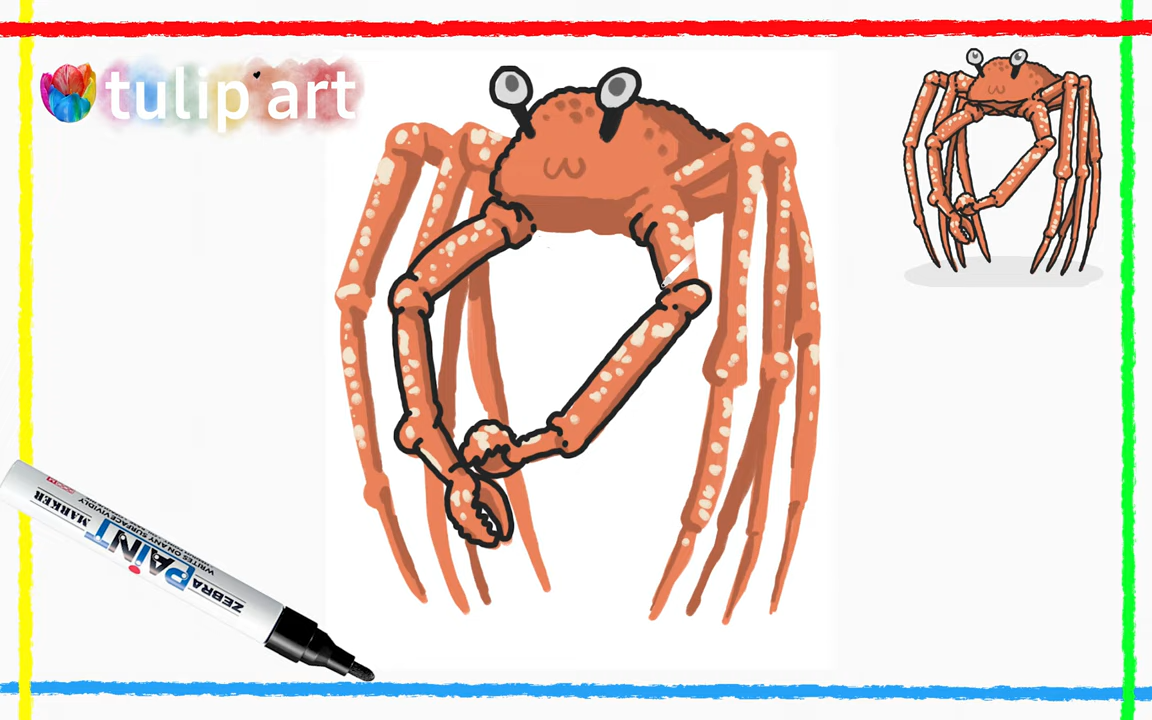 tulip art
ZEBRA PAINT MARKER
WRITES ON ANY SURFACE VIVIDLY